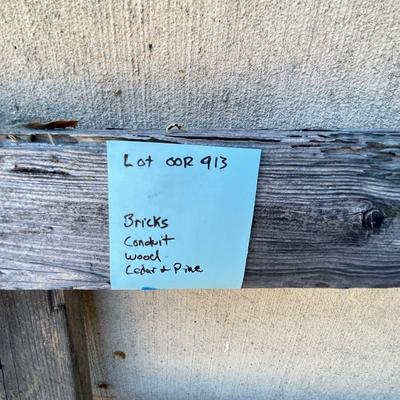 Lot OOR 913
Bricks
Conduit
Wood
Cedar & Pine